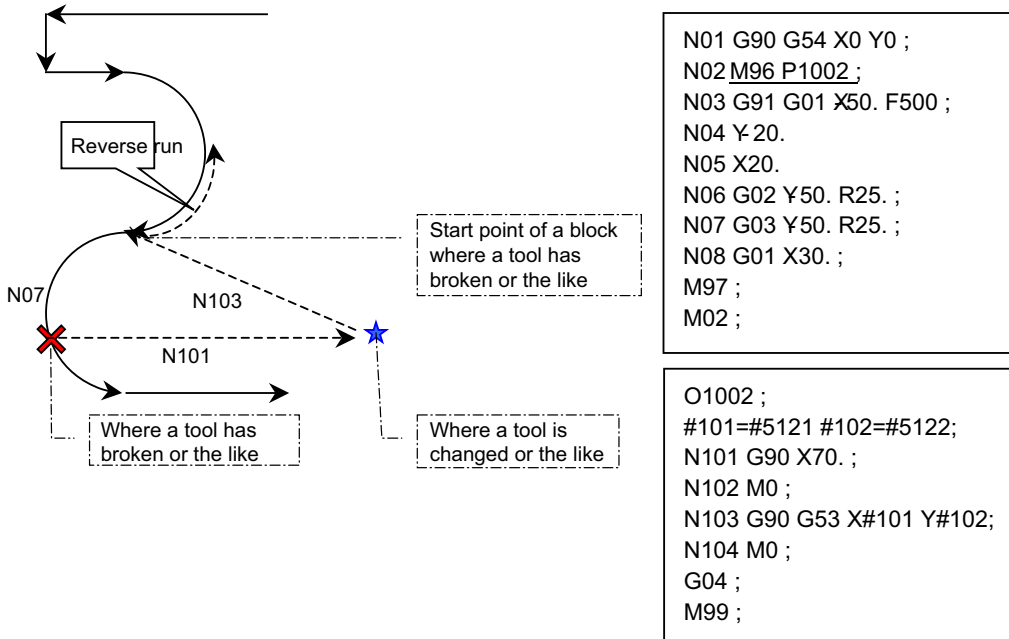 Reverse run
Start point of a block
where a tool has
broken or the like
N07
N103
N101
Where a tool has
broken or the like
Where a tool is
changed or the like
N01 G90 G54 X0 Y0 ;
N02 M96 P1002 ;
N03 G91 G01 X-50. F500 ;
N04 Y-20.
N05 X20.
N06 G02 Y-50. R25. ;
N07 G03 Y-50. R25. ;
N08 G01 X30. ;
M97 ;
M02 ;
O1002 ;
#101=#5121 #102=#5122;
N101 G90 X70. ;
N102 M0 ;
N103 G90 G53 X#101 Y#102;
N104 M0 ;
G04 ;
M99 ;